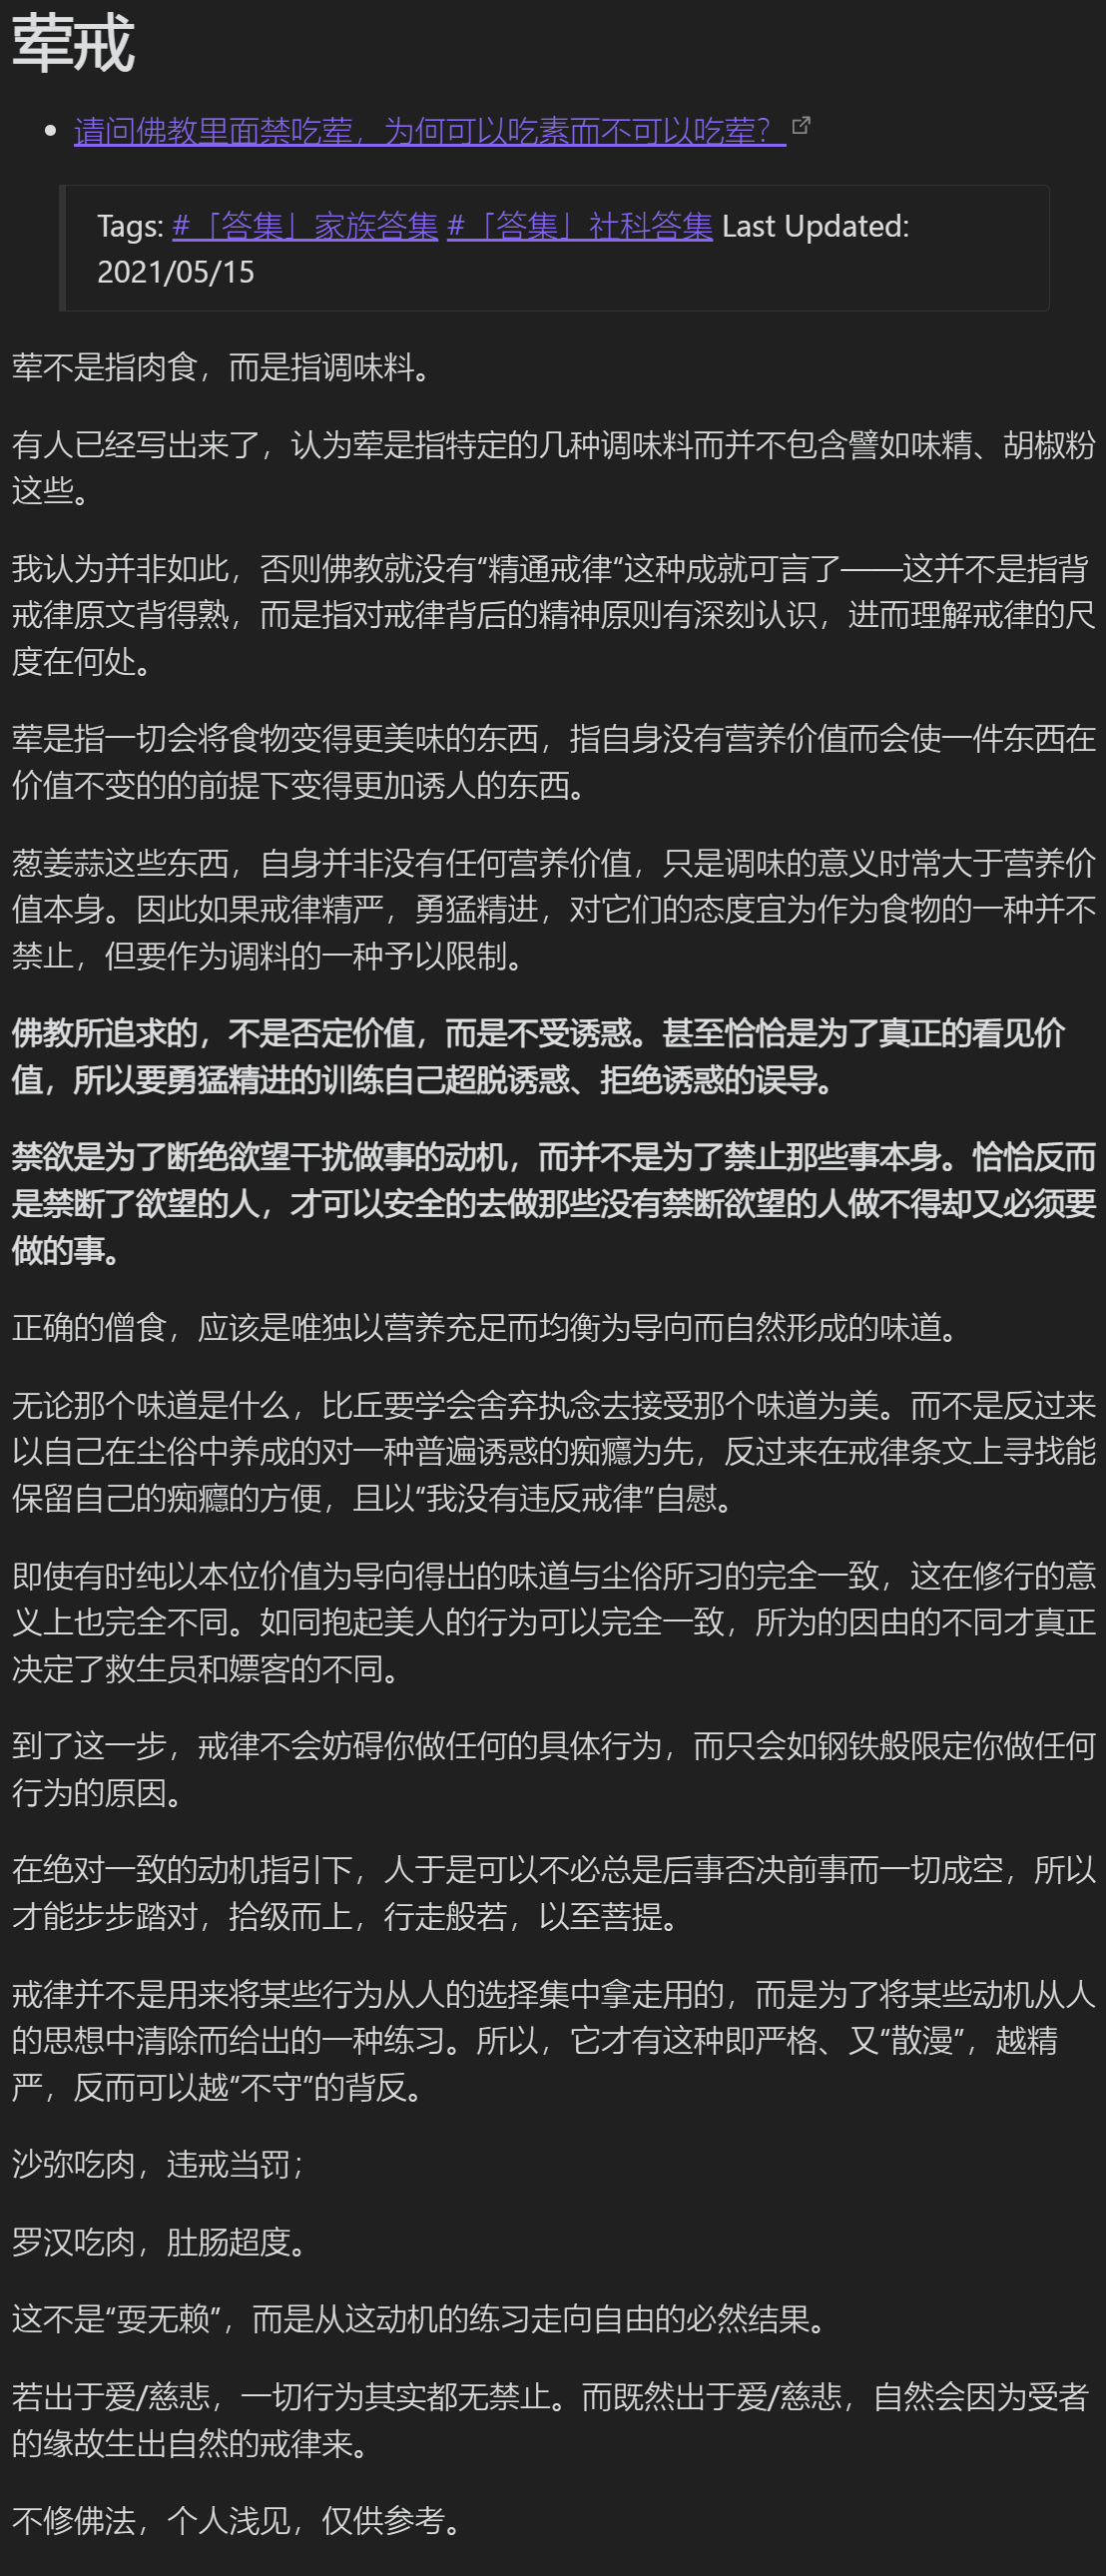 荤戒
请问佛教里面禁吃荤，为何可以吃素而不可以吃荤？
Tags: #「答集」家族答集 #「答集」社科答集 Last Updated:
2021/05/15
荤不是指肉食，而是指调味料。
有人已经写出来了，认为荤是指特定的几种调味料而并不包含譬如味精、胡椒粉
这些。
我认为并非如此，否则佛教就没有“精通戒律“这种成就可言了——这并不是指背
戒律原文背得熟，而是指对戒律背后的精神原则有深刻认识，进而理解戒律的尺
度在何处。
荤是指一切会将食物变得更美味的东西，指自身没有营养价值而会使一件东西在
价值不变的的前提下变得更加诱人的东西。
葱姜蒜这些东西，自身并非没有任何营养价值，只是调味的意义时常大于营养价
值本身。因此如果戒律精严，勇猛精进，对它们的态度宜为作为食物的一种并不
禁止，但要作为调料的一种予以限制。
佛教所追求的，不是否定价值，而是不受诱惑。甚至恰恰是为了真正的看见价
值，所以要勇猛精进的训练自己超脱诱惑、拒绝诱惑的误导。
禁欲是为了断绝欲望干扰做事的动机，而并不是为了禁止那些事本身。恰恰反而
是禁断了欲望的人，才可以安全的去做那些没有禁断欲望的人做不得却又必须要
做的事。
正确的僧食，应该是唯独以营养充足而均衡为导向而自然形成的味道。
无论那个味道是什么，比丘要学会舍弃执念去接受那个味道为美。而不是反过来
以自己在尘俗中养成的对一种普遍诱惑的痴癮为先，反过来在戒律条文上寻找能
保留自己的痴癮的方便，且以“我没有违反戒律”自慰。
即使有时纯以本位价值为导向得出的味道与尘俗所习的完全一致，这在修行的意
义上也完全不同。如同抱起美人的行为可以完全一致，所为的因由的不同才真正
决定了救生员和嫖客的不同。
到了这一步，戒律不会妨碍你做任何的具体行为，而只会如钢铁般限定你做任何
行为的原因。
在绝对一致的动机指引下，人于是可以不必总是后事否决前事而一切成空，所以
才能步步踏对，拾级而上，行走般若，以至菩提。
戒律并不是用来将某些行为从人的选择集中拿走用的，而是为了将某些动机从人
的思想中清除而给出的一种练习。所以，它才有这种即严格、又“散漫”，越精
严，反而可以越“不守”的背反。
沙弥吃肉，违戒当罚；
罗汉吃肉，肚肠超度。
这不是“耍无赖”，而是从这动机的练习走向自由的必然结果。
若出于爱/慈悲，一切行为其实都无禁止。而既然出于爱/慈悲，自然会因为受者
的缘故生出自然的戒律来。
不修佛法，个人浅见，仅供参考。